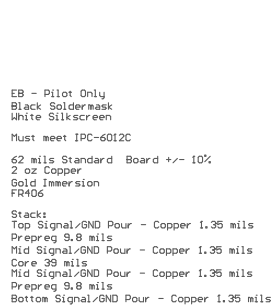 EB - Pilot Only
Black Soldermask
White Silkscreen
Must meet IPC-6012C
62 mils Standard Board +/- 10%
2 oz Copper
Gold Immersion
FR406
Stack:
Top Signal/GND Pour - Copper 1.35 mils
Prepreg 9.8 mils
Mid Signal/GND Pour - Copper 1.35 mils
Core 39 mils
Mid Signal/GND Pour - Copper 1.35 mils
Prepreg 9.8 mils
Bottom Signal/GND Pour - Copper 1.35 mils